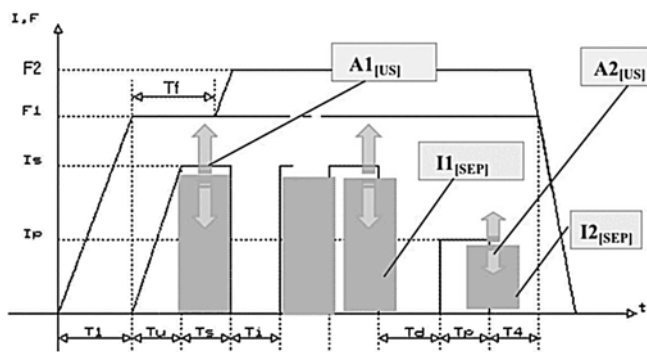 I,F
F2
A1[US]
A2[US]
Tf
F1
Is
I1[SEP]
Ip
I2[SEP]
t
T1 Tu Ts Ti Td Tp T4